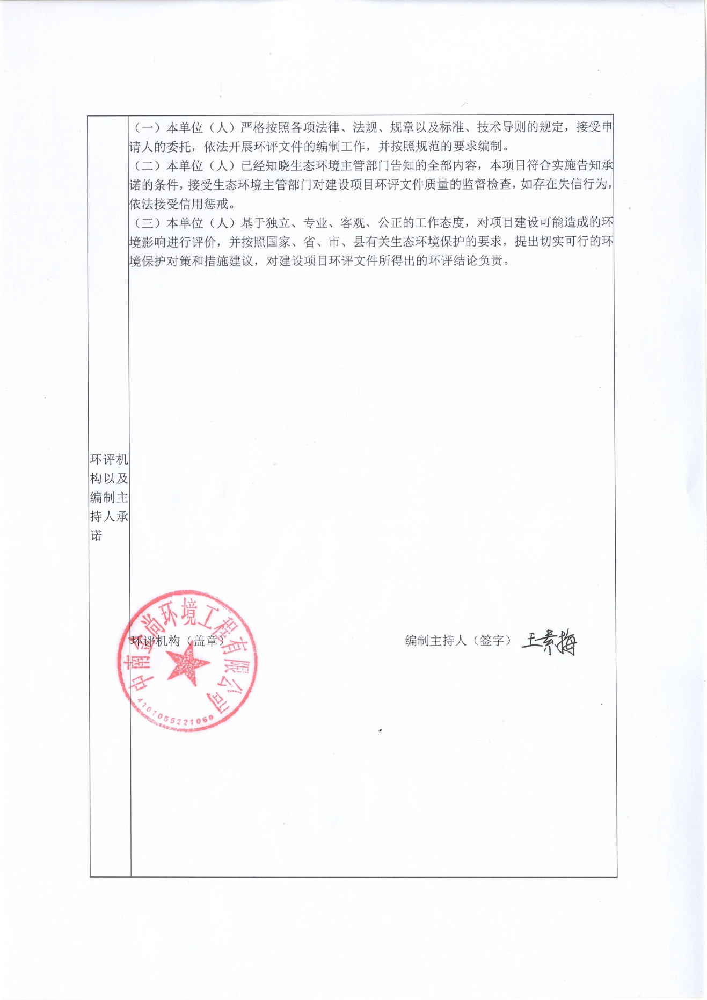 （一）本单位（人）严格按照各项法律、法规、规章以及标准、技术导则的规定，接受申
请人的委托，依法开展环评文件的编制工作，并按照规范的要求编制。
（二）本单位（人）已经知晓生态环境主管部门告知的全部内容，本项目符合实施告知承
诺的条件，接受生态环境主管部门对建设项目环评文件质量的监督检查，如存在失信行为，
依法接受信用惩戒。
（三）本单位（人）基于独立、专业、客观、公正的工作态度，对项目建设可能造成的环
境影响进行评价，并按照国家、省、市、县有关生态环境保护的要求，提出切实可行的环
境保护对策和措施建议，对建设项目环评文件所得出的环评结论负责。
环评机
构以及
编制主
持人承
诺
环评机构（盖章）
编制主持人（签字）王素梅
中南金尚环境工程有限公司
4101055221060